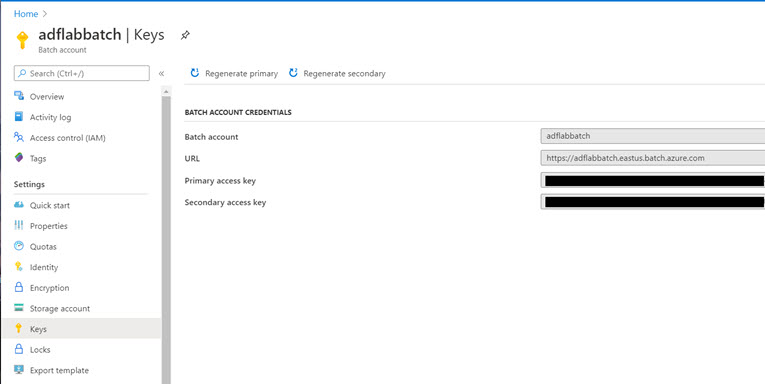 Home >
adflabbatch | Keys
Batch account
Search (Ctrl+/)
«
Regenerate primary
Regenerate secondary
Overview
Activity log
Access control (IAM)
Tags
Settings
Quick start
Properties
Quotas
Identity
Encryption
Storage account
Keys
Locks
Export template
BATCH ACCOUNT CREDENTIALS
Batch account
adflabbatch
URL
https://adflabbatch.eastus.batch.azure.com
Primary access key
Secondary access key